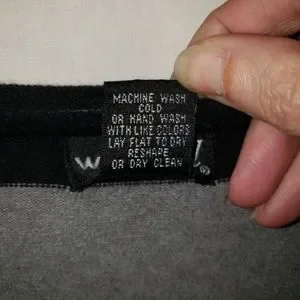 MACHINE WASH
COLD
OR HAND WASH
WITH LIKE COLORS
LAY FLAT TO DRY
RESHAPE
OR DRY CLEAN
W
®